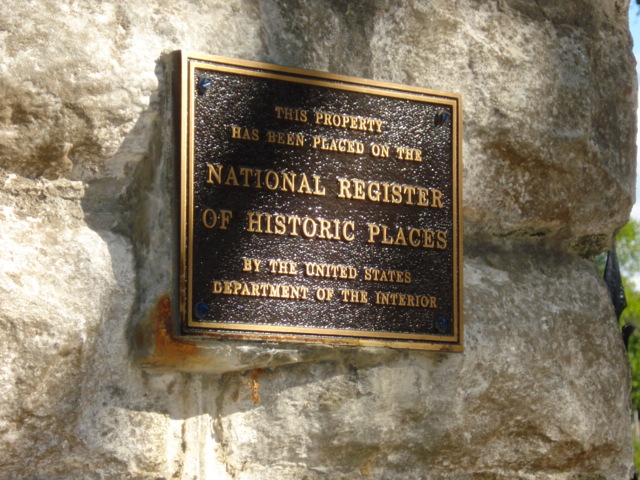 THIS PROPERTY
HAS BEEN PLACED ON THE
NATIONAL REGISTER
OF HISTORIC PLACES
BY THE UNITED STATES
DEPARTMENT OF THE INTERIOR